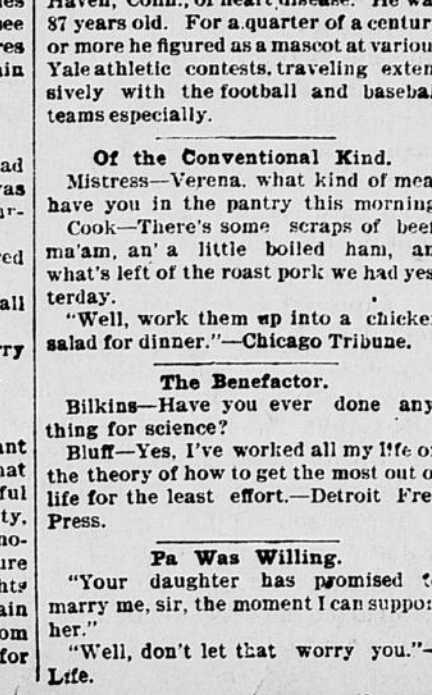 Haven, Conn., of heart disease. He wa
87 years old. For a quarter of a centur
or more he figured as a mascot at variou
Yale athletic contests, traveling exten
sively with the football and basebal
teams especially.
Of the Conventional Kind.
Mistress—Verena. what kind of mea
have you in the pantry this morning
Cook—There's some scraps of beef
ma'am, an' a little boiled ham, an
what's left of the roast pork we had yes
terday.
"Well, work them up into a chicke
salad for dinner."—Chicago Tribune.
The Benefactor.
Bilkins—Have you ever done any
thing for science?
Bluff—Yes, I've worked all my life o
the theory of how to get the most out o
life for the least effort.—Detroit Fre
Press.
Pa Was Willing.
"Your daughter has promised t
marry me, sir, the moment I can suppor
her."
"Well, don't let that worry you."—
Life.